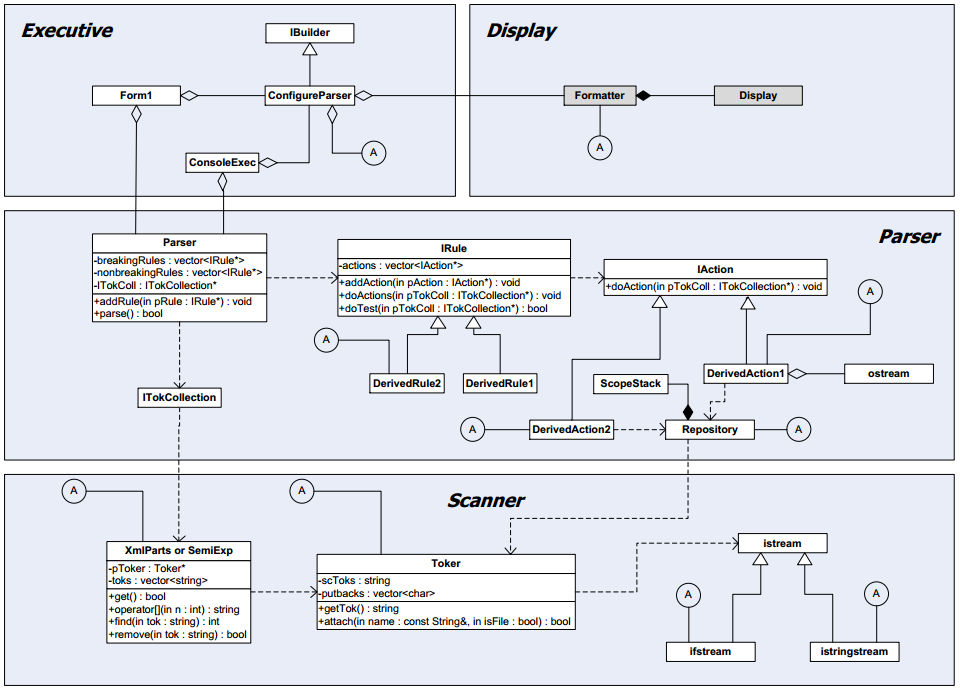 Executive
IBuilder
Form1
ConfigureParser
A
ConsoleExec
Display
Formatter
Display
A
Parser
Parser
-breakingRules : vector<IRule*>
-nonbreakingRules : vector<IRule*>
-ITokColl : ITokCollection*
+addRule(in pRule : IRule*) : void
+parse() : bool
IRule
-actions : vector<IAction*>
+addAction(in pAction : IAction*) : void
+doActions(in pTokColl : ITokCollection*) : void
+doTest(in pTokColl : ITokCollection*) : bool
IAction
+doAction(in pTokColl : ITokCollection*) : void
A
A
DerivedRule2
DerivedRule1
ScopeStack
DerivedAction1
ostream
ITokCollection
A
DerivedAction2
Repository
A
Scanner
A
A
XmlParts or SemiExp
-pToker : Toker*
-toks : vector<string>
+get() : bool
+operator[](in n : int) : string
+find(in tok : string) : int
+remove(in tok : string) : bool
Toker
-scToks : string
-putbacks : vector<char>
+getTok() : string
+attach(in name : const String&, in isFile : bool) : bool
istream
A
A
ifstream
istringstream